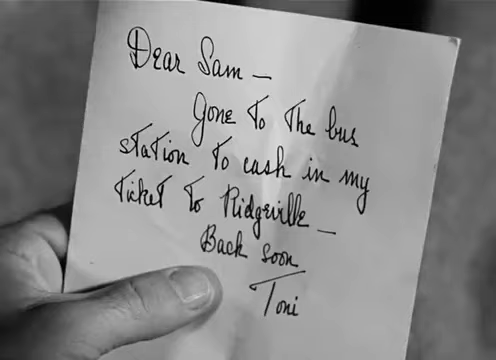 Dear Sam —
Gone To The bus
station To cash in my
Ticket To Ridgeville —
Back soon
Toni